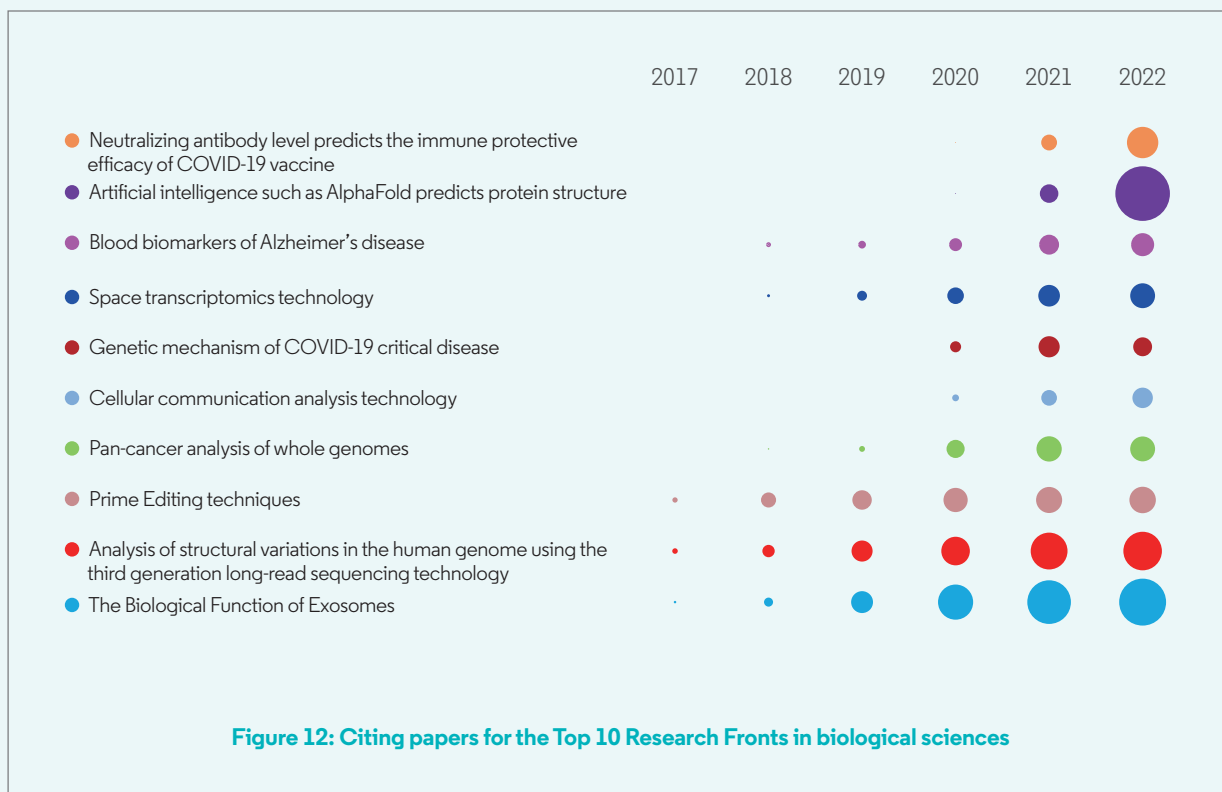 2017 2018 2019 2020 2021 2022
Neutralizing antibody level predicts the immune protective
efficacy of COVID-19 vaccine
Artificial intelligence such as AlphaFold predicts protein structure
Blood biomarkers of Alzheimer’s disease
Space transcriptomics technology
Genetic mechanism of COVID-19 critical disease
Cellular communication analysis technology
Pan-cancer analysis of whole genomes
Prime Editing techniques
Analysis of structural variations in the human genome using the
third generation long-read sequencing technology
The Biological Function of Exosomes
Figure 12: Citing papers for the Top 10 Research Fronts in biological sciences